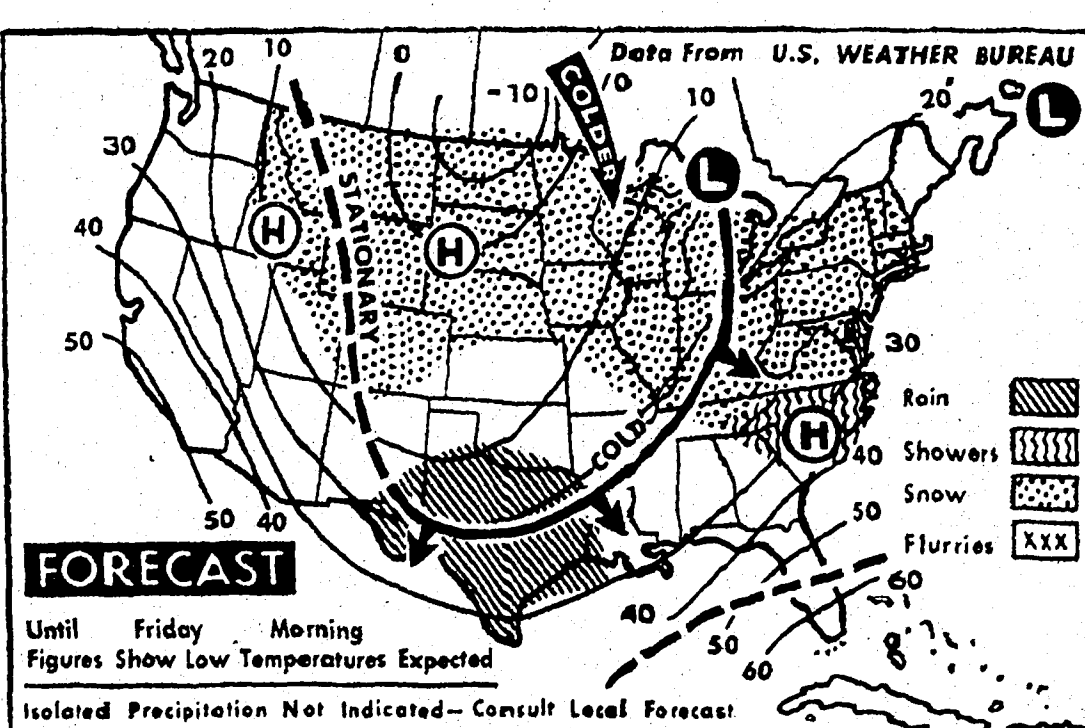 Data From U.S. WEATHER BUREAU
20 10 0 -10 COLDER 10 10 20
L
30
L
STATIONARY
H
H
40
50
30
Rain
COLD
H
40
Showers
Snow
50
50 40
Flurries XXX
FORECAST
60
40
50
60
Until Friday Morning
Figures Show Low Temperatures Expected
Isolated Precipitation Not Indicated— Consult Local Forecast